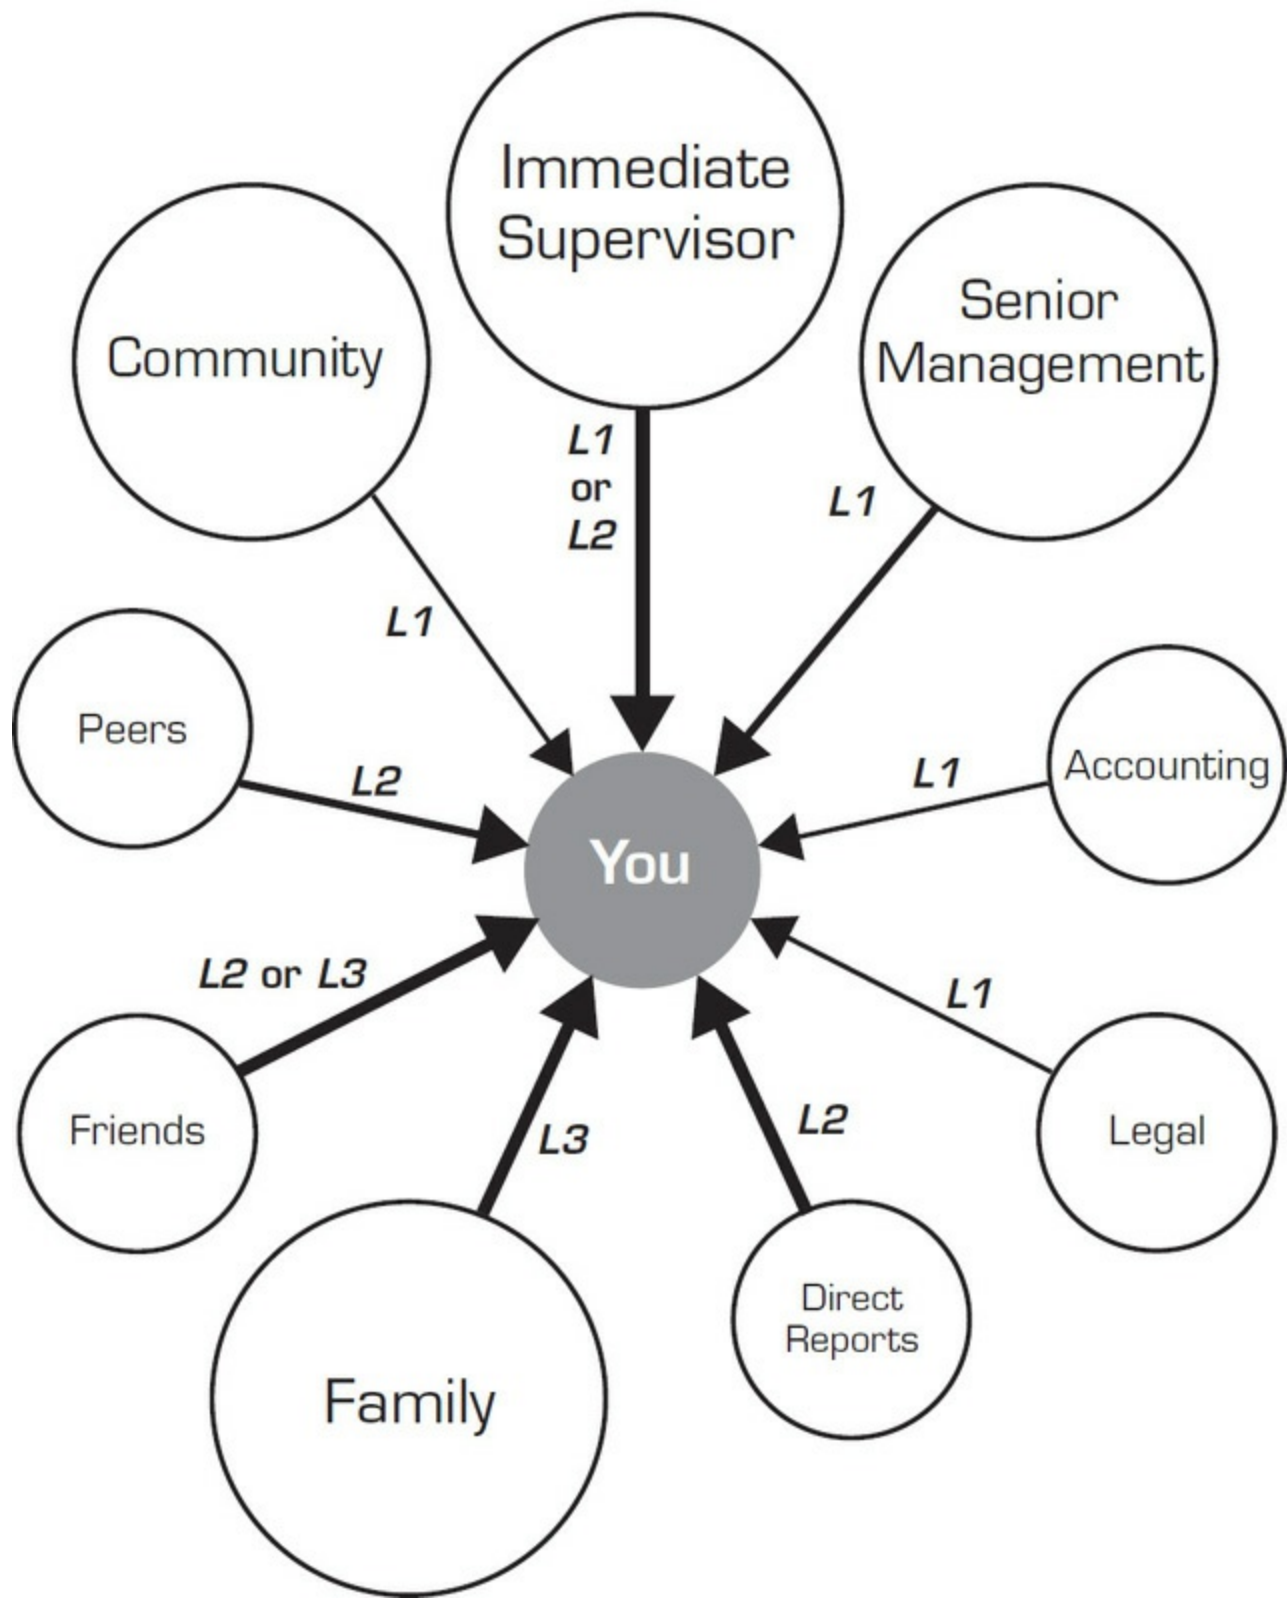 Immediate
Supervisor
Community
Senior
Management
L1
or
L2
L1
L1
Peers
L2
Accounting
L1
You
L2 or L3
L1
Friends
Legal
L3
L2
Direct
Reports
Family